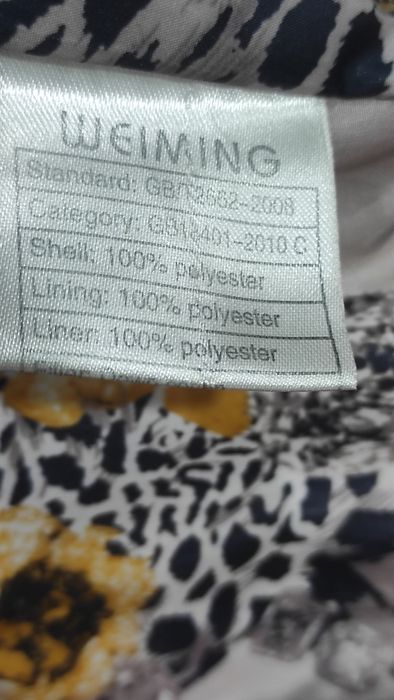 WEIMING
Standard: GB/T2662-2008
Category: GB18401-2010 C
Shell: 100% polyester
Lining: 100% polyester
Liner: 100% polyester